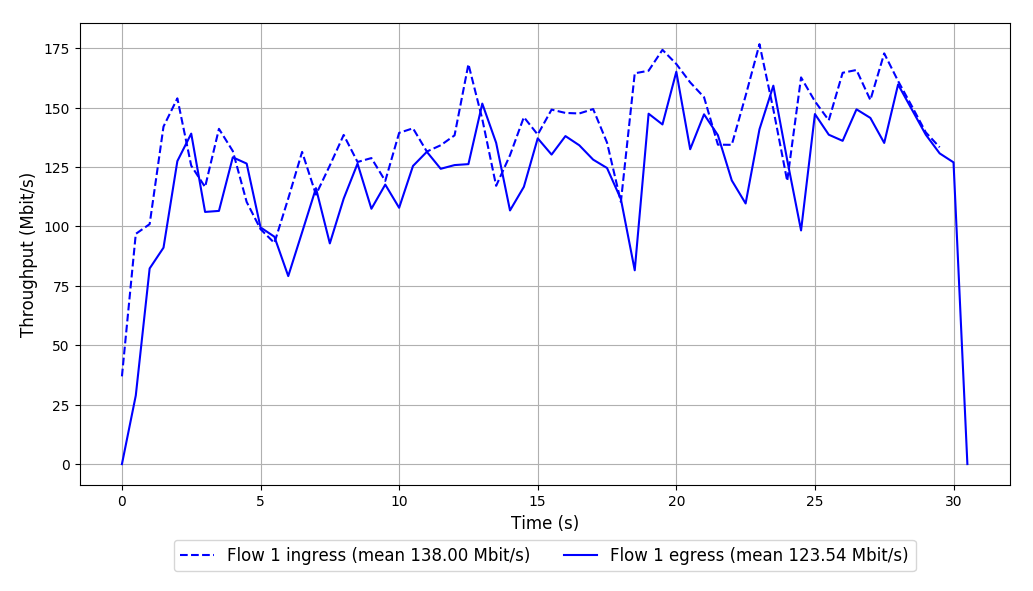 175
150
125
100
75
50
25
0
Throughput (Mbit/s)
0 5 10 15 20 25 30
Time (s)
Flow 1 ingress (mean 138.00 Mbit/s) Flow 1 egress (mean 123.54 Mbit/s)